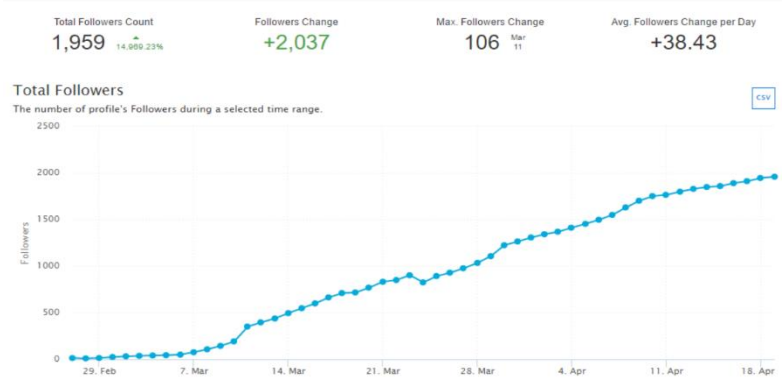 Total Followers Count Followers Change Max. Followers Change Avg. Followers Change per Day
1,959 14,969.23% +2,037 106 Mar 11 +38.43
Total Followers
CSV
The number of profile's Followers during a selected time range.
2500
2000
1500
1000
500
0
Followers
29. Feb 7. Mar 14. Mar 21. Mar 28. Mar 4. Apr 11. Apr 18. Apr